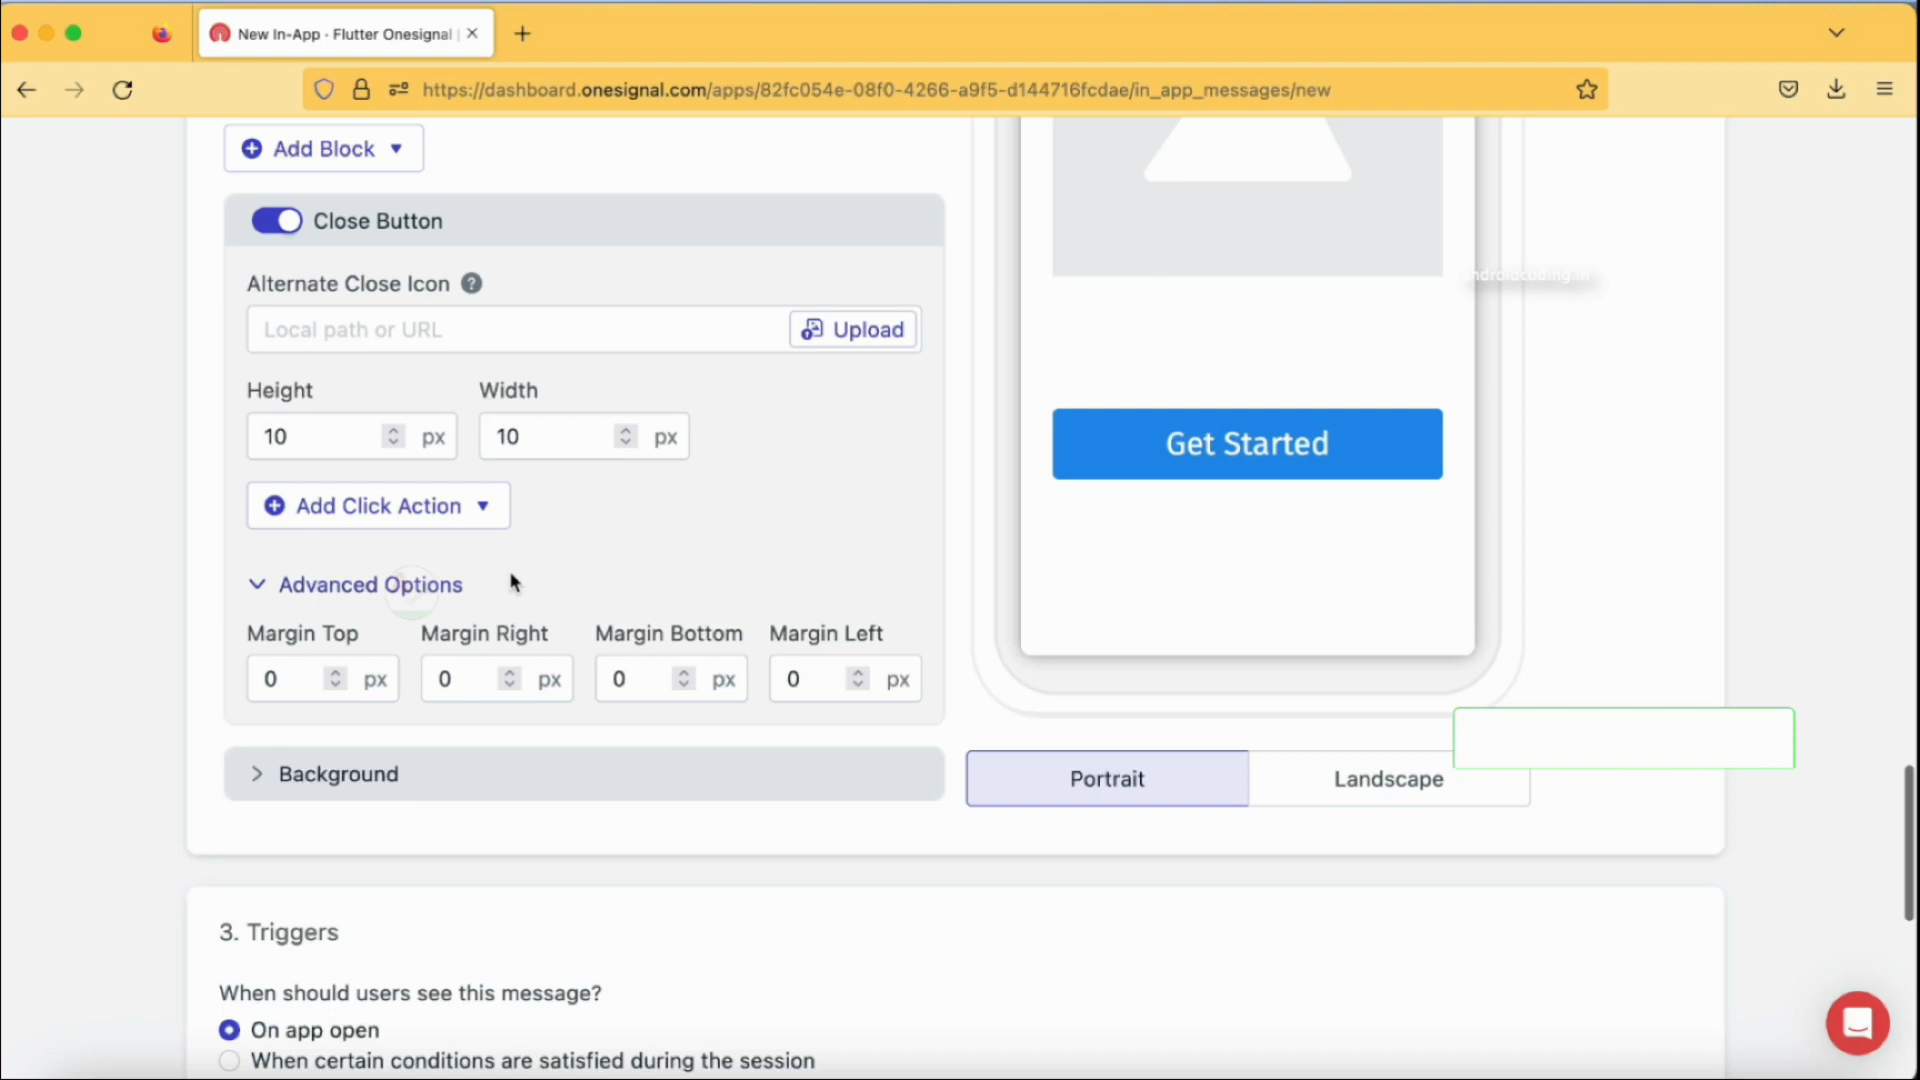 New In-App - Flutter Onesignal |
https://dashboard.onesignal.com/apps/82fc054e-08f0-4266-a9f5-d144716fcdae/in_app_messages/new
Add Block
Close Button
Alternate Close Icon ?
Local path or URL
Upload
Height
Width
10 px
10 px
Add Click Action
Advanced Options
Margin Top
Margin Right
Margin Bottom
Margin Left
0 px
0 px
0 px
0 px
Background
Get Started
Portrait
Landscape
3. Triggers
When should users see this message?
On app open
When certain conditions are satisfied during the session